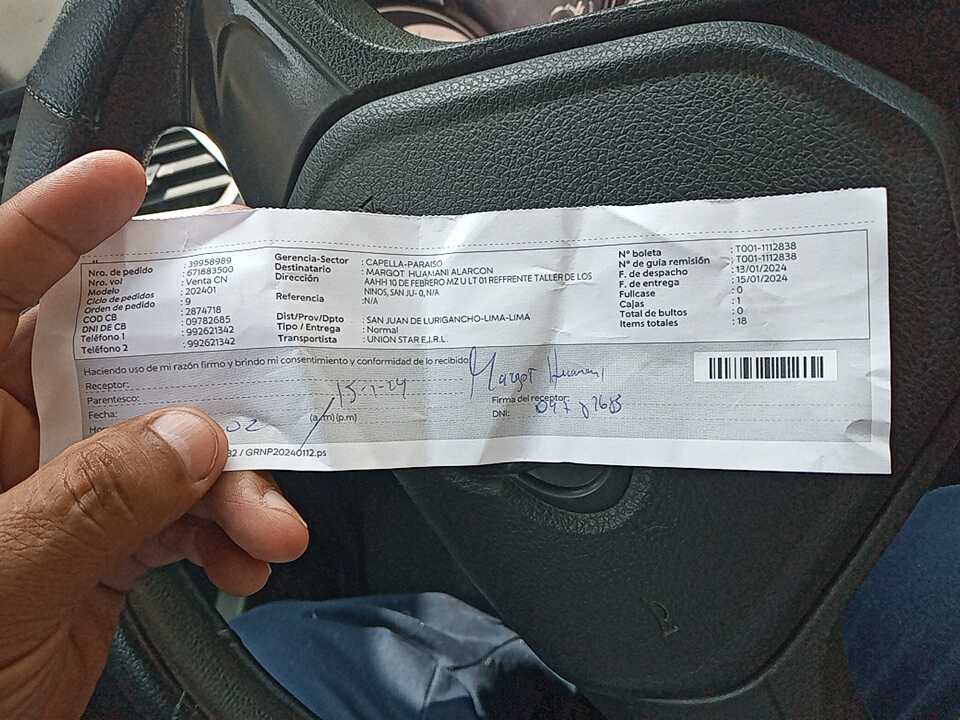 Nro. de pedido : 39958989
Nro. vol : 671883500
Modelo : Venta CN
Ciclo de pedidos : 202401
Orden de pedido : 9
COD CB : 2874718
DNI DE CB : 09782685
Teléfono 1 : 992621342
Teléfono 2 : 992621342
Gerencia-Sector : CAPELLA-PARAISO
Destinatario : MARGOT HUAMANI ALARCON
Dirección : AAHH 10 DE FEBRERO MZ U LT 01 REFFRENTE TALLER DE LOS
NINOS, SAN JU- 0, N/A
Referencia : N/A
Dist/Prov/Dpto : SAN JUAN DE LURIGANCHO-LIMA-LIMA
Tipo / Entrega : Normal
Transportista : UNION STAR E.I.R.L.
N° boleta : T001-1112838
N° de guía remisión : T001-1112838
F. de despacho : 13/01/2024
F. de entrega : 15/01/2024
Fullcase : 0
Cajas : 1
Total de bultos : 0
Items totales : 18
Haciendo uso de mi razón firmo y brindo mi consentimiento y conformidad de lo recibido
Receptor:
Parentesco:
Fecha: 15-1-24
02 (a.m) (p.m)
Margot Huamani
Firma del receptor:
DNI:
32 / GRNP20240112.ps